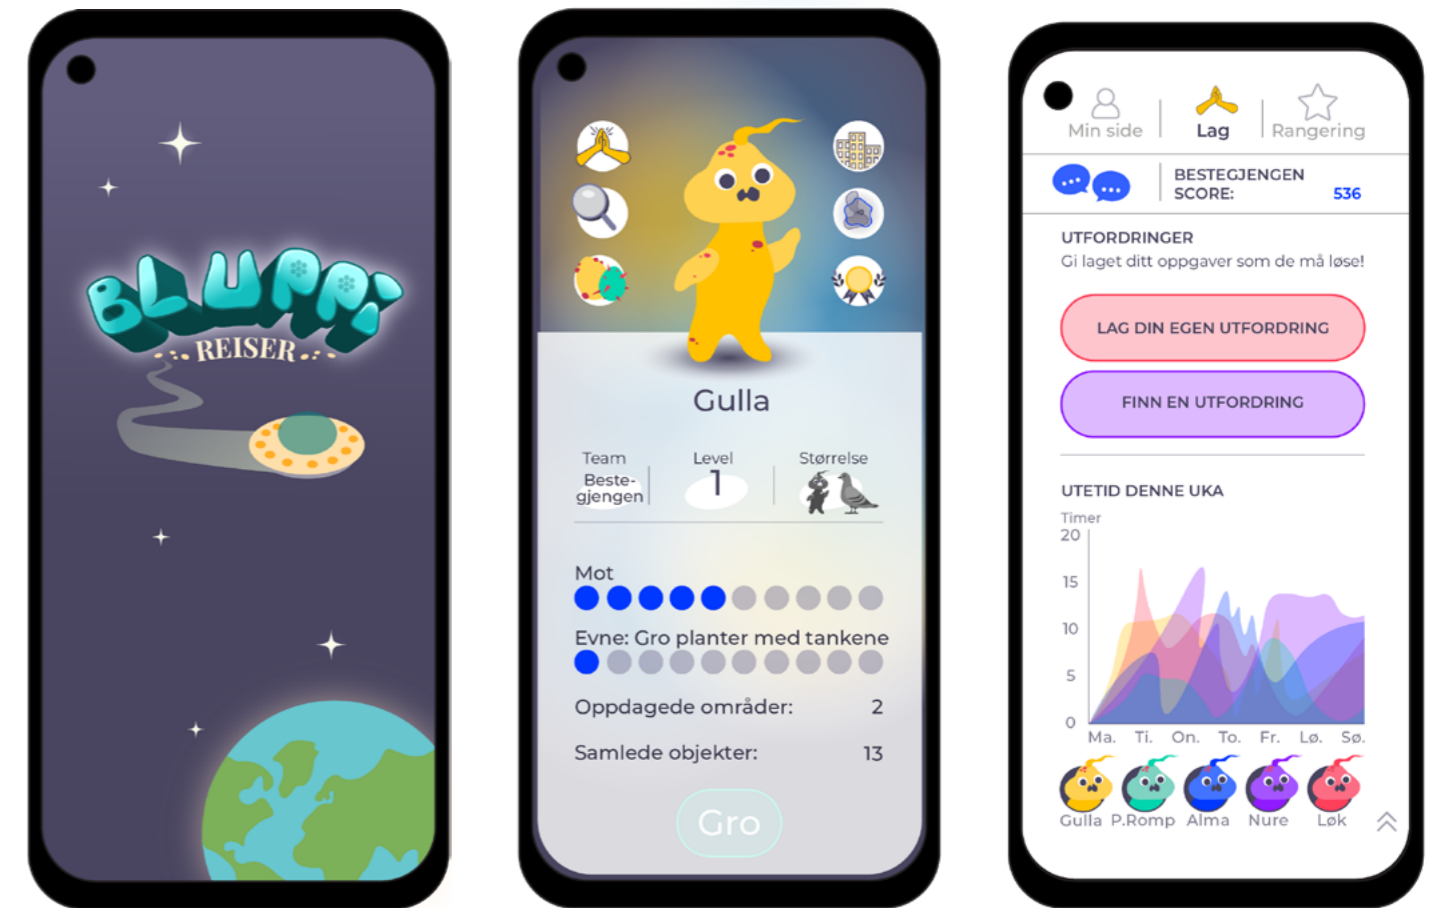 BLUPPI
REISER
Gulla
Team
Level
Størrelse
Beste-
gjengen
1
Mot
Evne: Gro planter med tankene
Oppdagede områder:
2
Samlede objekter:
13
Gro
Min side
Lag
Rangering
BESTEGJENGEN
SCORE:
536
UTFORDRINGER
Gi laget ditt oppgaver som de må løse!
LAG DIN EGEN UTFORDRING
FINN EN UTFORDRING
UTETID DENNE UKA
Timer
20
15
10
5
0
Ma. Ti. On. To. Fr. Lø. Sø.
Gulla P.Romp Alma Nure Løk